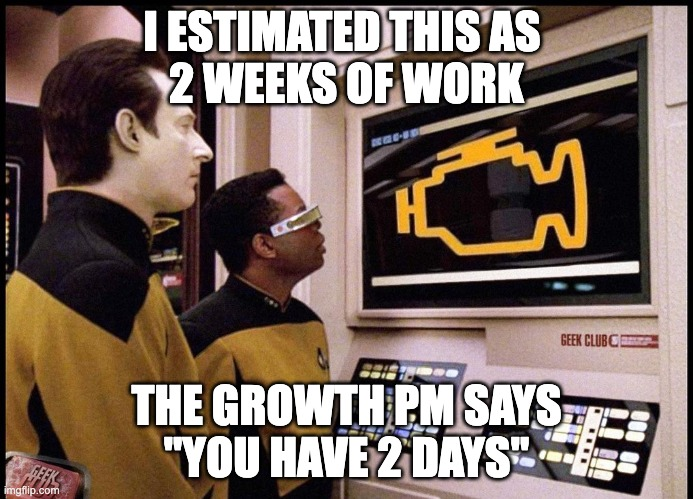 I ESTIMATED THIS AS
2 WEEKS OF WORK
GEEK CLUB
THE GROWTH PM SAYS
"YOU HAVE 2 DAYS"
GEEK
imgflip.com